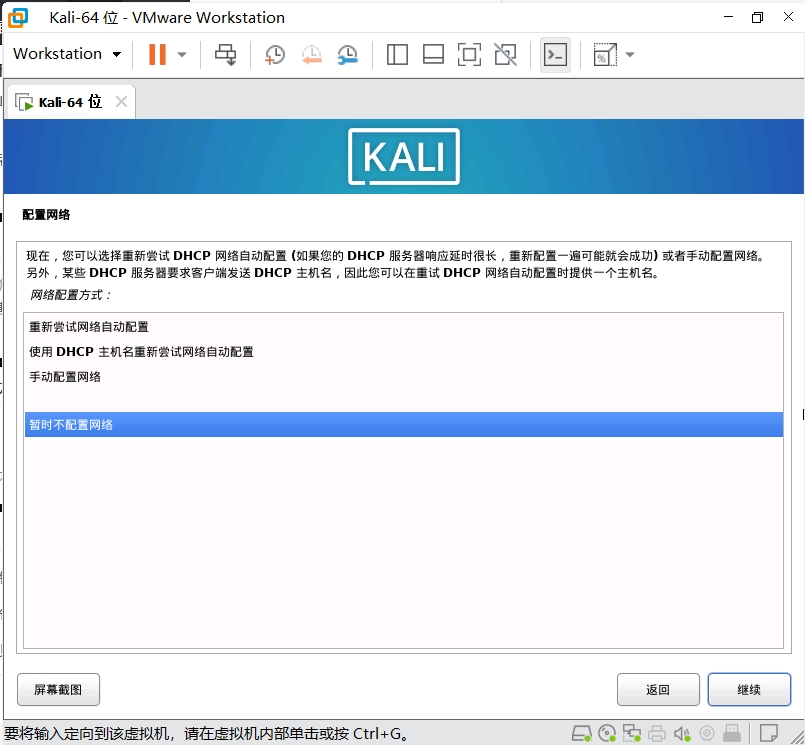 Kali-64 位 - VMware Workstation
Workstation
Kali-64 位
KALI
配置网络
现在，您可以选择重新尝试 DHCP 网络自动配置 (如果您的 DHCP 服务器响应延时很长，重新配置一遍可能就会成功) 或者手动配置网络。
另外，某些 DHCP 服务器要求客户端发送 DHCP 主机名，因此您可以在重试 DHCP 网络自动配置时提供一个主机名。
网络配置方式：
重新尝试网络自动配置
使用 DHCP 主机名重新尝试网络自动配置
手动配置网络
暂时不配置网络
屏幕截图
返回
继续
要将输入定向到该虚拟机，请在虚拟机内部单击或按 Ctrl+G。